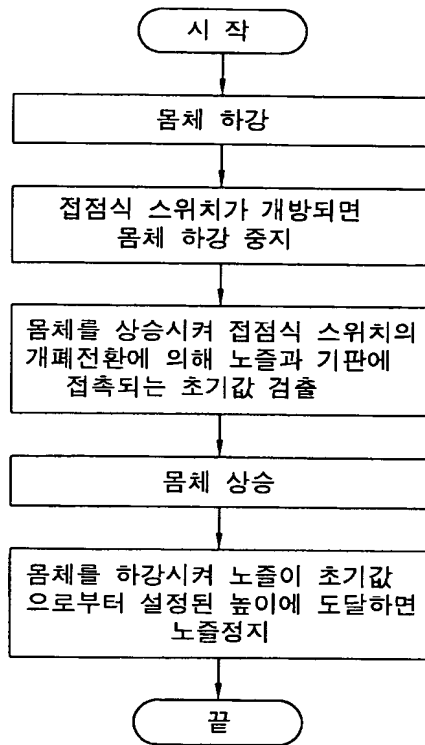 시 작
몸체 하강
접점식 스위치가 개방되면
몸체 하강 중지
몸체를 상승시켜 접점식 스위치의
개폐전환에 의해 노즐과 기판에
접촉되는 초기값 검출
몸체 상승
몸체를 하강시켜 노즐이 초기값
으로부터 설정된 높이에 도달하면
노즐정지
끝